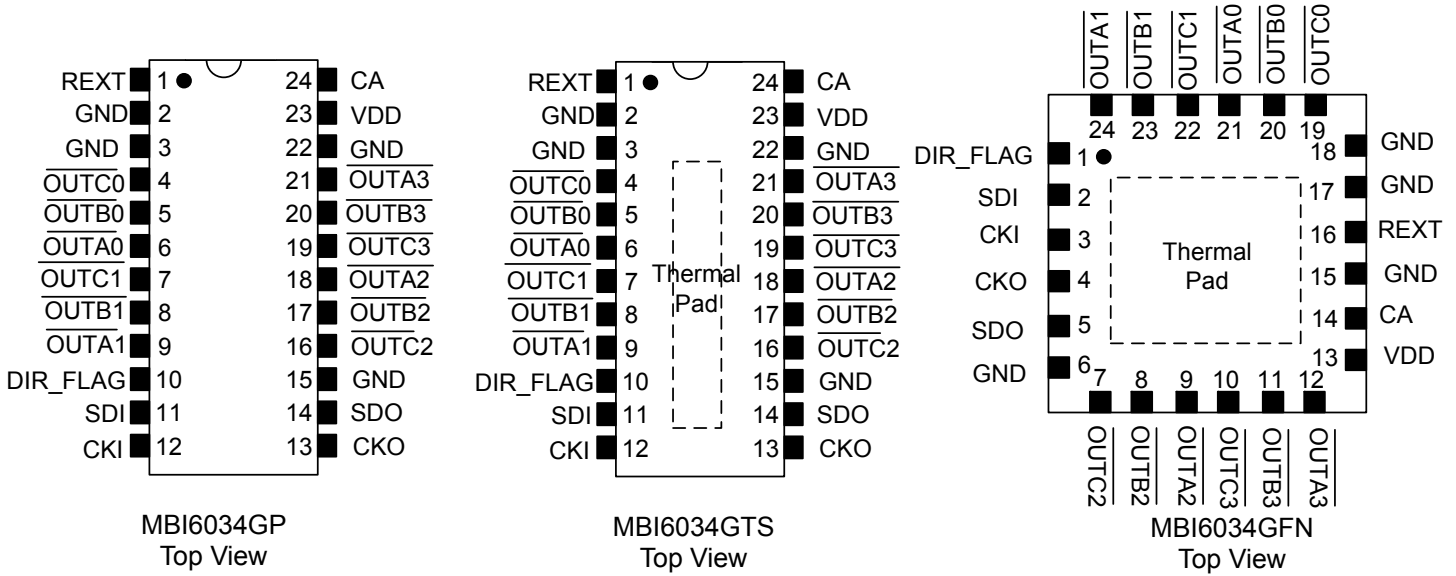 REXT 1 24 CA
GND 2 23 VDD
GND 3 22 GND
OUTC0 4 21 OUTA3
OUTB0 5 20 OUTB3
OUTA0 6 19 OUTC3
OUTC1 7 18 OUTA2
OUTB1 8 17 OUTB2
OUTA1 9 16 OUTC2
DIR_FLAG 10 15 GND
SDI 11 14 SDO
CKI 12 13 CKO
MBI6034GP
Top View
REXT 1 24 CA
GND 2 23 VDD
GND 3 22 GND
OUTC0 4 21 OUTA3
OUTB0 5 20 OUTB3
OUTA0 6 19 OUTC3
OUTC1 7 18 OUTA2
OUTB1 8 17 OUTB2
OUTA1 9 16 OUTC2
DIR_FLAG 10 15 GND
SDI 11 14 SDO
CKI 12 13 CKO
Thermal
Pad
MBI6034GTS
Top View
OUTA1 OUTB1 OUTC1 OUTA0 OUTB0 OUTC0
24 23 22 21 20 19
DIR_FLAG 1 18 GND
SDI 2 17 GND
CKI 3 16 REXT
CKO 4 15 GND
SDO 5 14 CA
GND 6 13 VDD
Thermal
Pad
7 8 9 10 11 12
OUTC2 OUTB2 OUTA2 OUTC3 OUTB3 OUTA3
MBI6034GFN
Top View